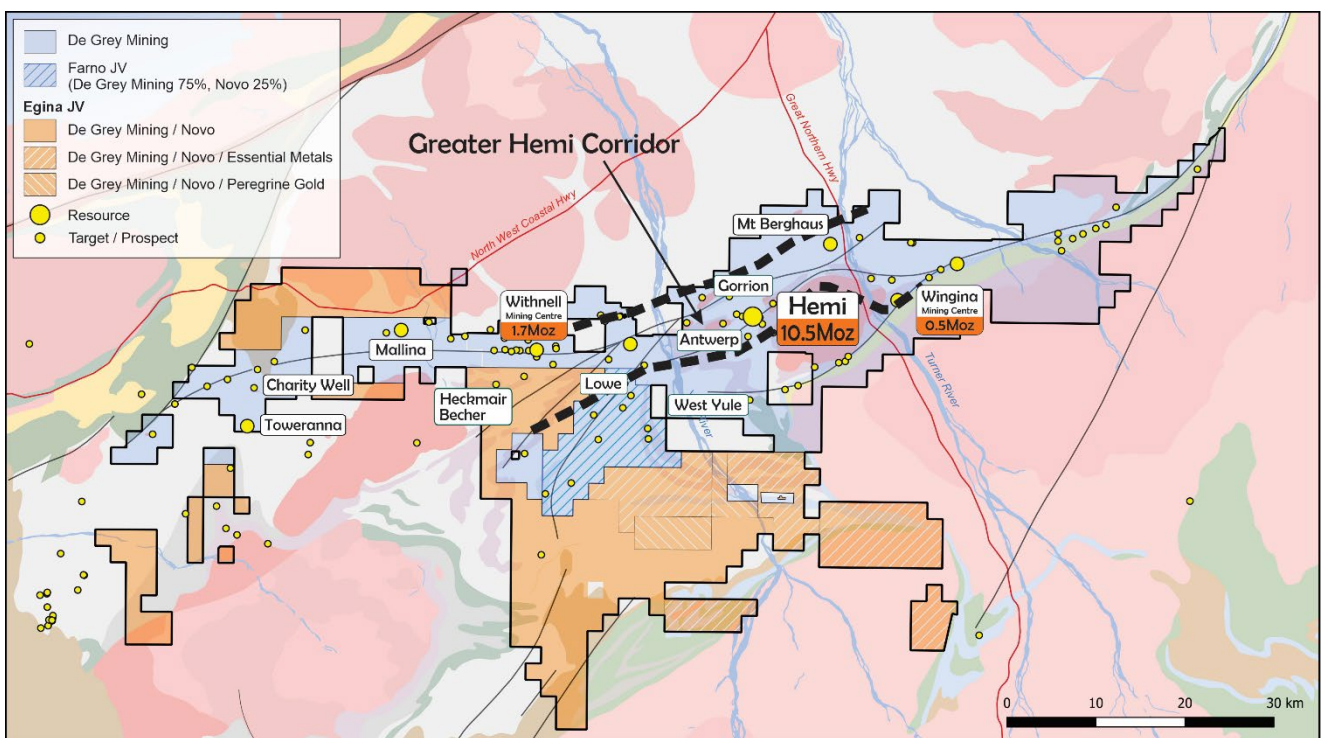 De Grey Mining
Farno JV
(De Grey Mining 75%, Novo 25%)
Egina JV
De Grey Mining / Novo
De Grey Mining / Novo / Essential Metals
De Grey Mining / Novo / Peregrine Gold
Resource
Target / Prospect
Greater Hemi Corridor
North West Coastal Hwy
Great Northern Hwy
Mt Berghaus
Gorrion
Withnell
Mining Centre
1.7Moz
Hemi
10.5Moz
Wingina
Mining Centre
0.5Moz
Mallina
Antwerp
Charity Well
Heckmair
Becher
Lowe
West Yule
Toweranna
Turner River
River
0
10
20
30 km